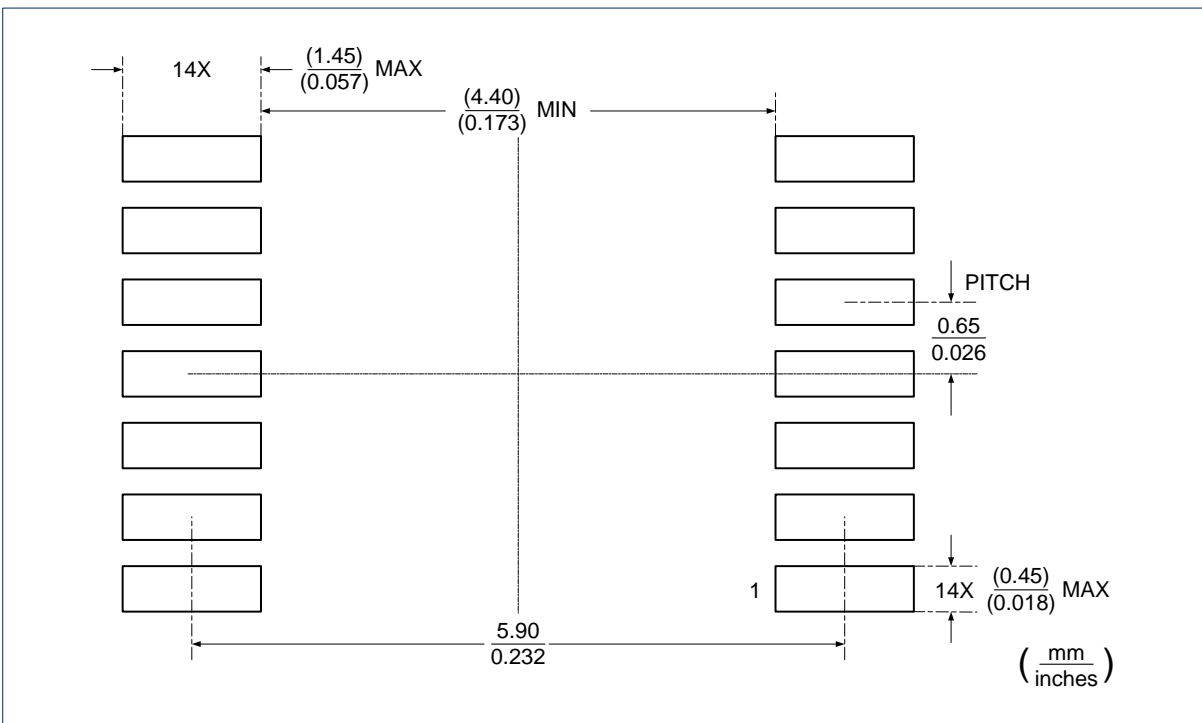 14X
(1.45)
(0.057) MAX
(4.40)
(0.173) MIN
PITCH
0.65
0.026
1
14X
(0.45)
(0.018) MAX
5.90
0.232
(mm
inches)